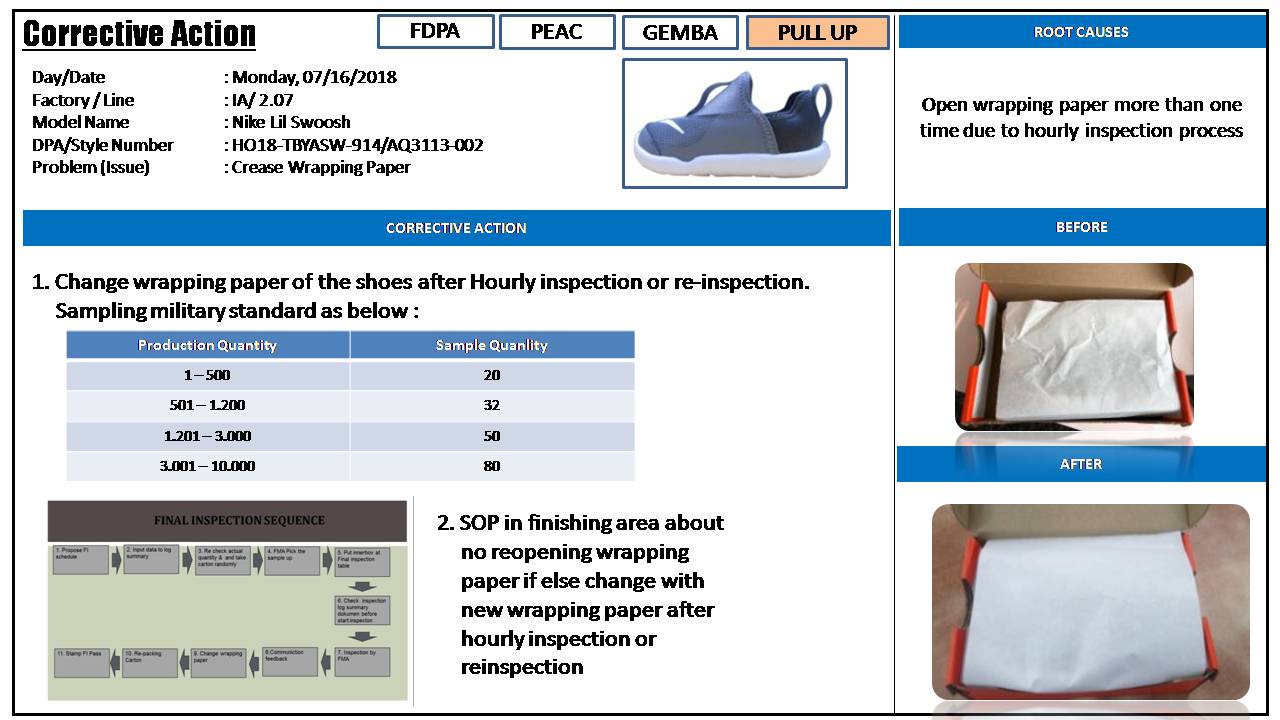 Corrective Action
FDPA
PEAC
GEMBA
PULL UP
Day/Date : Monday, 07/16/2018
Factory / Line : IA/ 2.07
Model Name : Nike Lil Swoosh
DPA/Style Number : HO18-TBYASW-914/AQ3113-002
Problem (Issue) : Crease Wrapping Paper
CORRECTIVE ACTION
1. Change wrapping paper of the shoes after Hourly inspection or re-inspection.
Sampling military standard as below :
Production Quantity Sample Quanlity
1 – 500 20
501 – 1.200 32
1.201 – 3.000 50
3.001 – 10.000 80
FINAL INSPECTION SEQUENCE
1. Propose FI
schedule
2. Input data to log
summary
3. Re check actual
quantity & and take
carton randomly
4. FMA Pick the
sample up
5. Put innerbox at
Final inspection
table
6. Check inspection
log summary
dokumen before
start inspection
7. Inspection by
FMA
8.Communiction
feedback
9. Change wrapping
paper
10. Re-packing
Carton
11. Stamp FI Pass
2. SOP in finishing area about
no reopening wrapping
paper if else change with
new wrapping paper after
hourly inspection or
reinspection
ROOT CAUSES
Open wrapping paper more than one
time due to hourly inspection process
BEFORE
AFTER